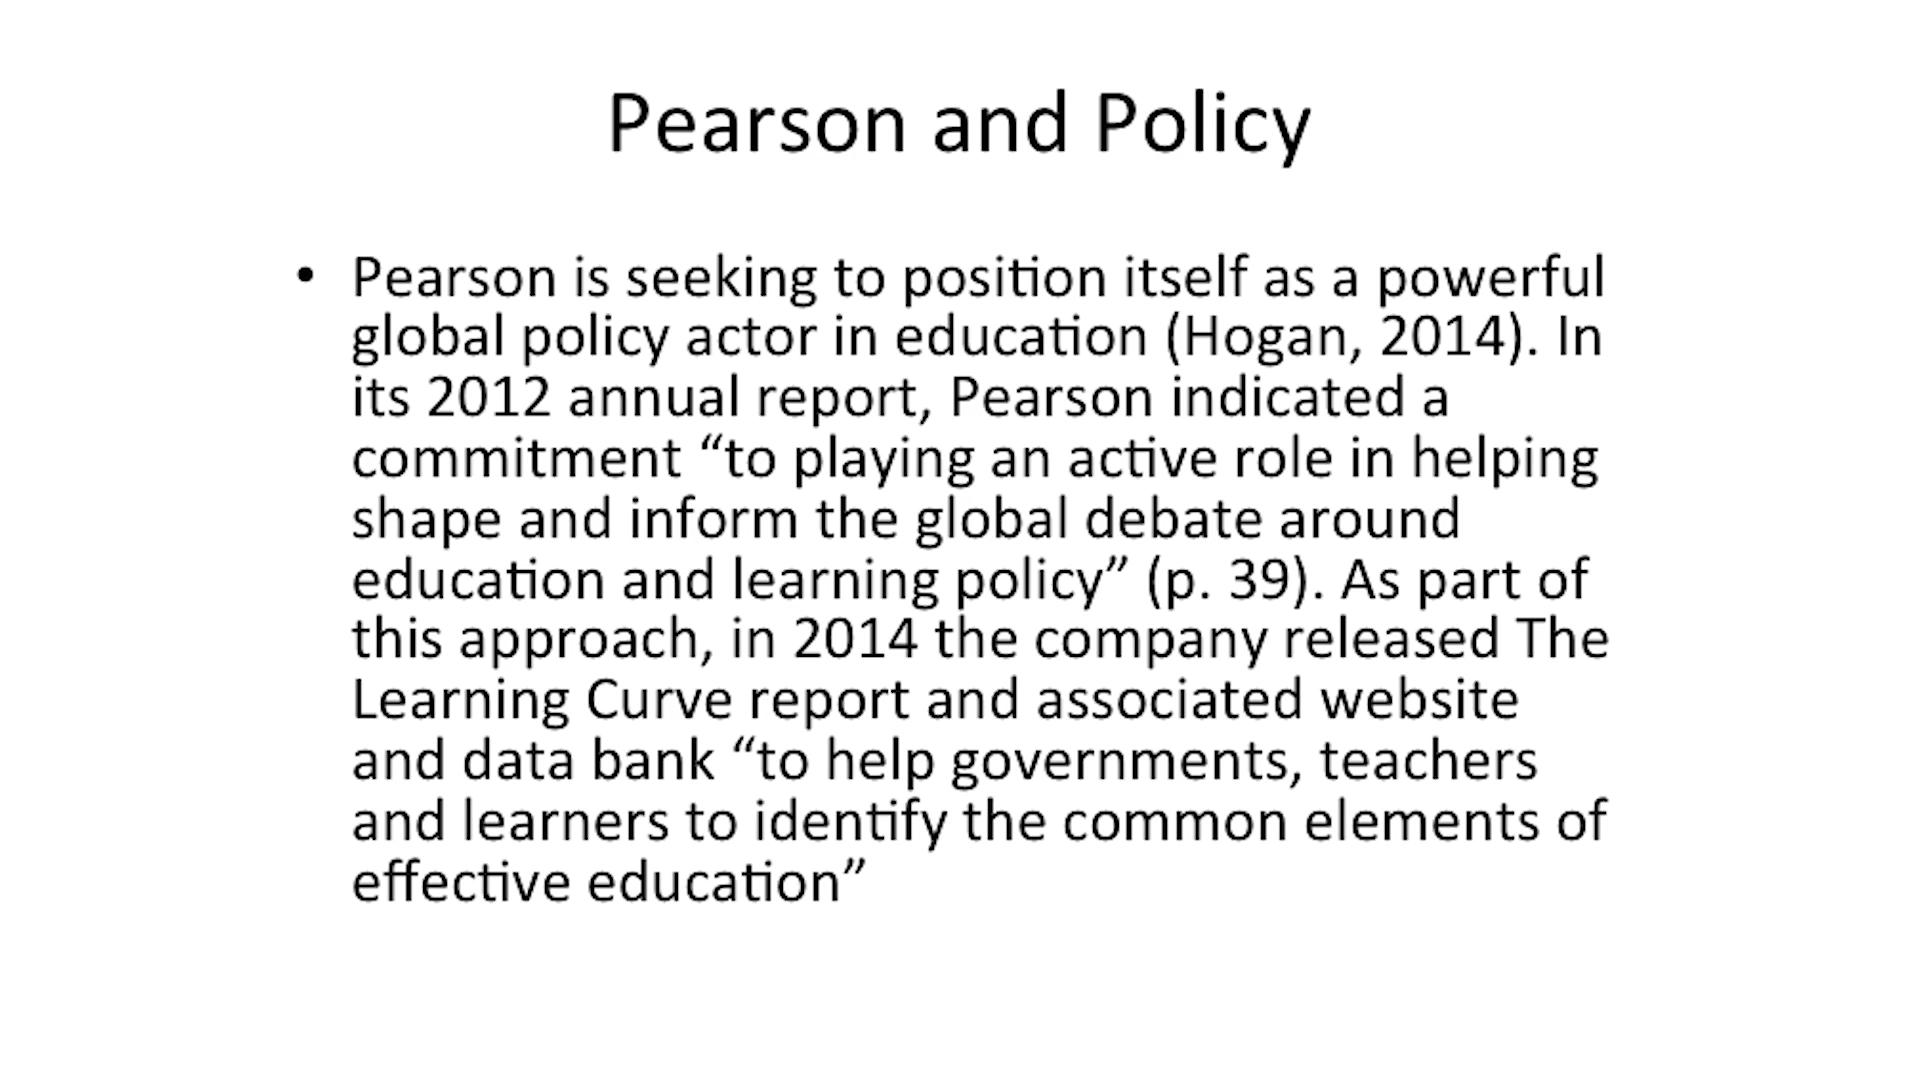 Pearson and Policy
• Pearson is seeking to position itself as a powerful
global policy actor in education (Hogan, 2014). In
its 2012 annual report, Pearson indicated a
commitment “to playing an active role in helping
shape and inform the global debate around
education and learning policy” (p. 39). As part of
this approach, in 2014 the company released The
Learning Curve report and associated website
and data bank “to help governments, teachers
and learners to identify the common elements of
effective education”